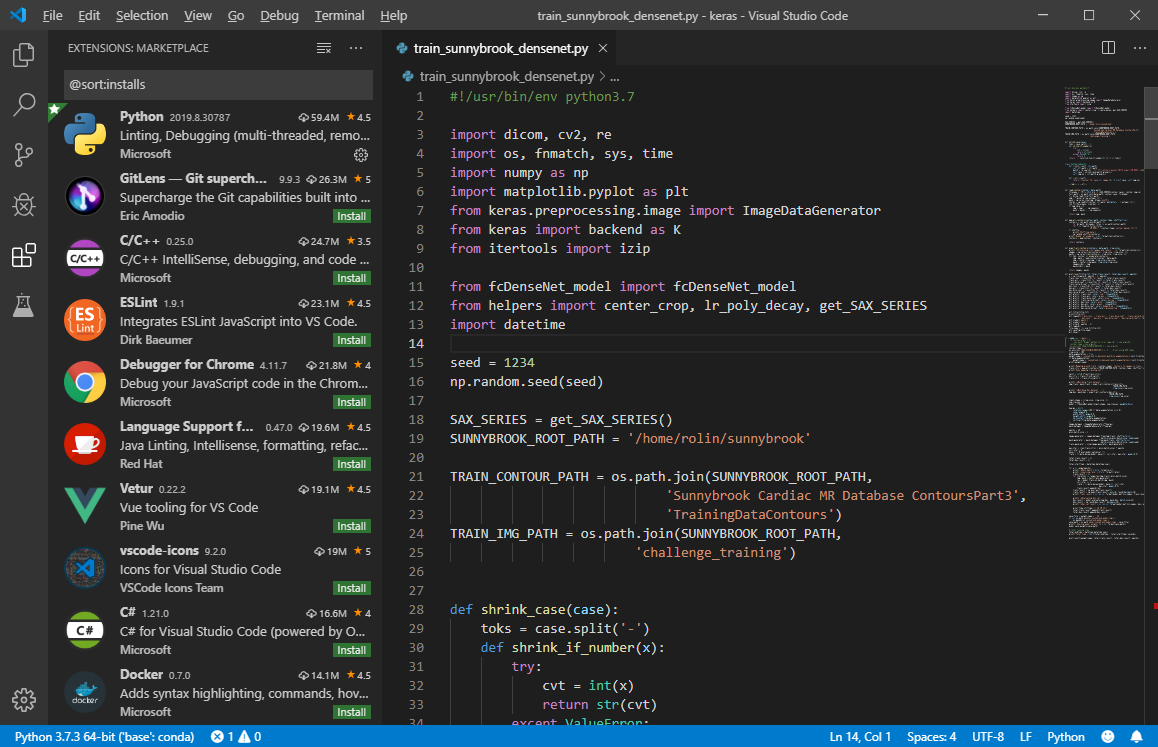 File Edit Selection View Go Debug Terminal Help train_sunnybrook_densenet.py - keras - Visual Studio Code
EXTENSIONS: MARKETPLACE
@sort:installs
Python 2019.8.30787 59.4M 4.5
Linting, Debugging (multi-threaded, remo...
Microsoft
GitLens — Git superch... 9.9.3 26.3M 5
Supercharge the Git capabilities built into ...
Eric Amodio Install
C/C++
C/C++ 0.25.0 24.7M 3.5
C/C++ IntelliSense, debugging, and code ...
Microsoft Install
ES
Lint
ESLint 1.9.1 23.1M 4.5
Integrates ESLint JavaScript into VS Code.
Dirk Baeumer Install
Debugger for Chrome 4.11.7 21.8M 4
Debug your JavaScript code in the Chrom...
Microsoft Install
Language Support f... 0.47.0 19.6M 4.5
Java Linting, Intellisense, formatting, refac...
Red Hat Install
Vetur 0.22.2 19.1M 4.5
Vue tooling for VS Code
Pine Wu Install
vscode-icons 9.2.0 19M 5
Icons for Visual Studio Code
VSCode Icons Team Install
C#
C# 1.21.0 16.6M 4
C# for Visual Studio Code (powered by O...
Microsoft Install
docker
Docker 0.7.0 14.1M 4.5
Adds syntax highlighting, commands, hov...
Microsoft Install
train_sunnybrook_densenet.py
train_sunnybrook_densenet.py > ...
1 #!/usr/bin/env python3.7
2
3 import dicom, cv2, re
4 import os, fnmatch, sys, time
5 import numpy as np
6 import matplotlib.pyplot as plt
7 from keras.preprocessing.image import ImageDataGenerator
8 from keras import backend as K
9 from itertools import izip
10
11 from fcDenseNet_model import fcDenseNet_model
12 from helpers import center_crop, lr_poly_decay, get_SAX_SERIES
13 import datetime
14
15 seed = 1234
16 np.random.seed(seed)
17
18 SAX_SERIES = get_SAX_SERIES()
19 SUNNYBROOK_ROOT_PATH = '/home/rolin/sunnybrook'
20
21 TRAIN_CONTOUR_PATH = os.path.join(SUNNYBROOK_ROOT_PATH,
22 'Sunnybrook Cardiac MR Database ContoursPart3',
23 'TrainingDataContours')
24 TRAIN_IMG_PATH = os.path.join(SUNNYBROOK_ROOT_PATH,
25 'challenge_training')
26
27
28 def shrink_case(case):
29 toks = case.split('-')
30 def shrink_if_number(x):
31 try:
32 cvt = int(x)
33 return str(cvt)
34 except ValueError:
Python 3.7.3 64-bit ('base': conda) 1 0 Ln 14, Col 1 Spaces: 4 UTF-8 LF Python